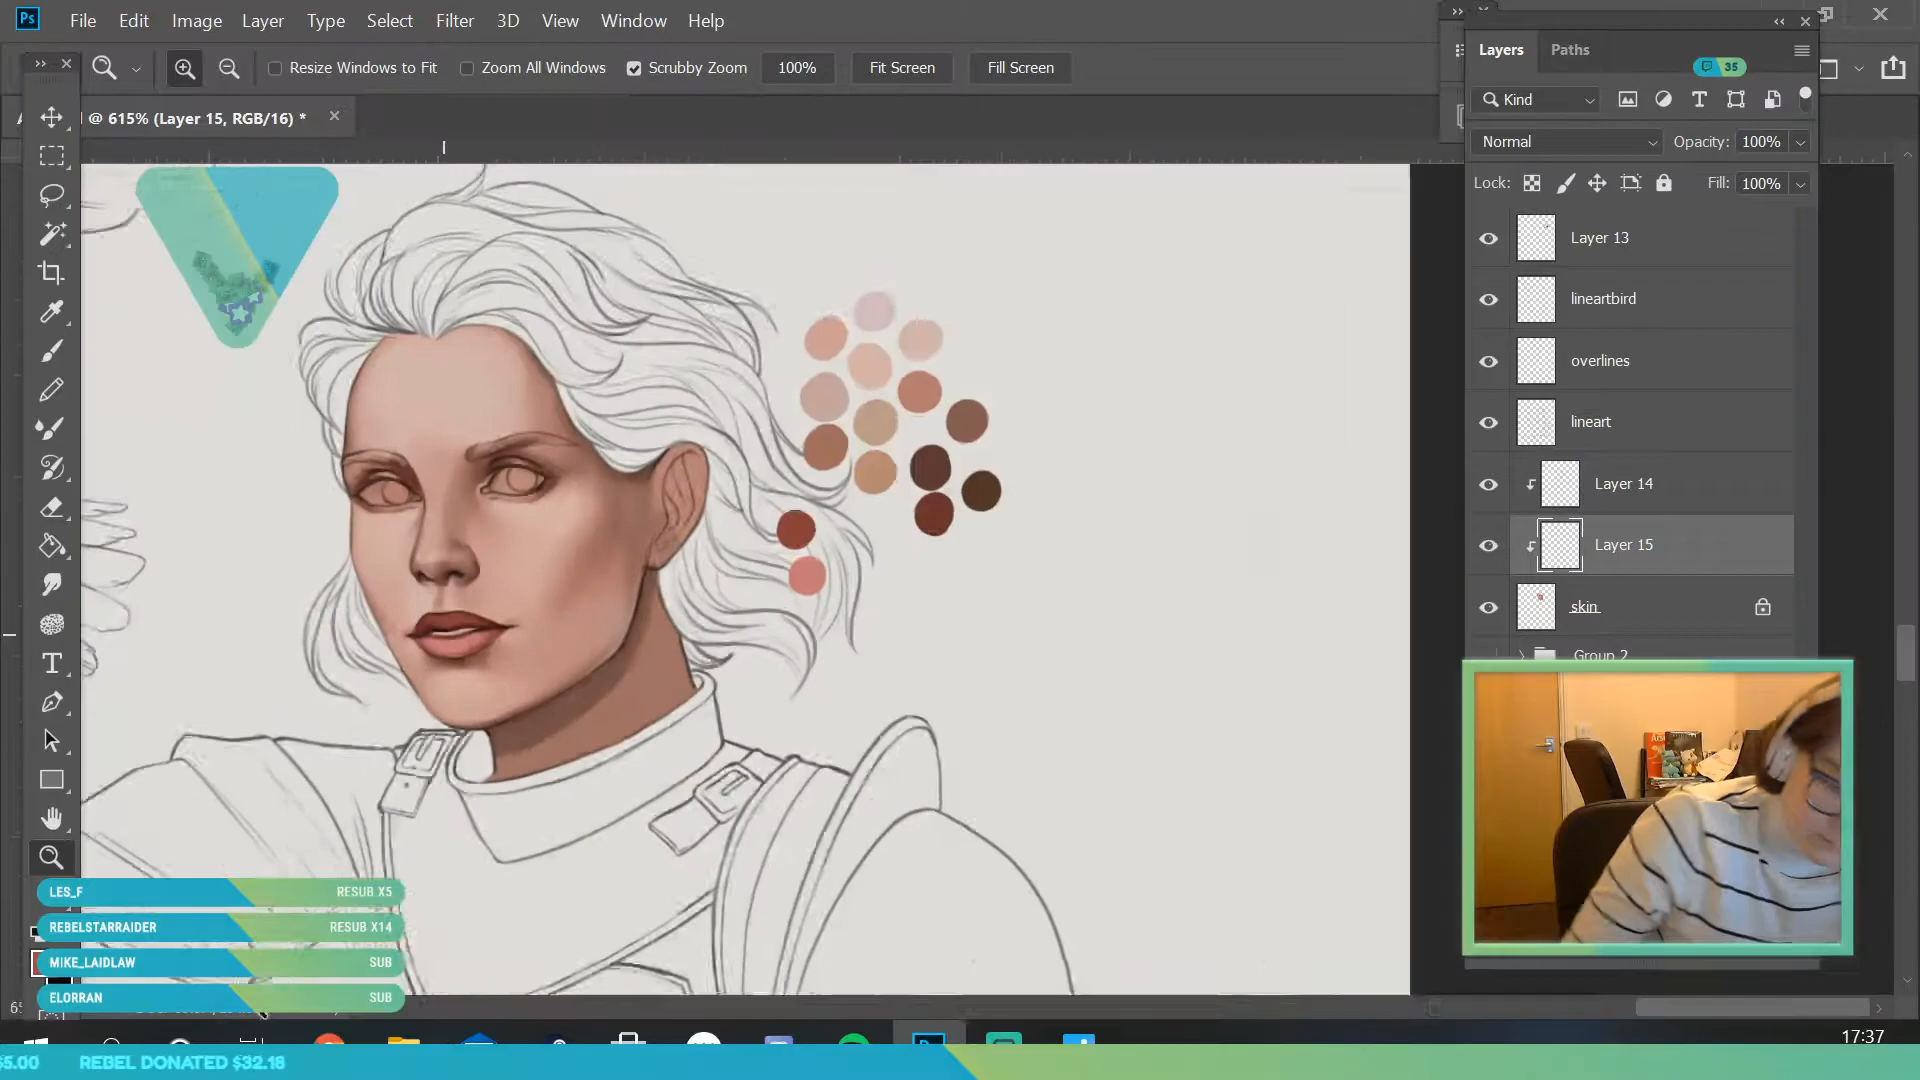 Ps File Edit Image Layer Type Select Filter 3D View Window Help
Resize Windows to Fit Zoom All Windows Scrubby Zoom 100% Fit Screen Fill Screen
@ 615% (Layer 15, RGB/16) *
Layers Paths
35
Kind
Normal Opacity: 100%
Lock: Fill: 100%
Layer 13
lineartbird
overlines
lineart
Layer 14
Layer 15
skin
Group 2
LES_F RESUB X5
REBELSTARRAIDER RESUB X14
MIKE_LAIDLAW SUB
ELORRAN SUB
17:37
$5.00 REBEL DONATED $32.18